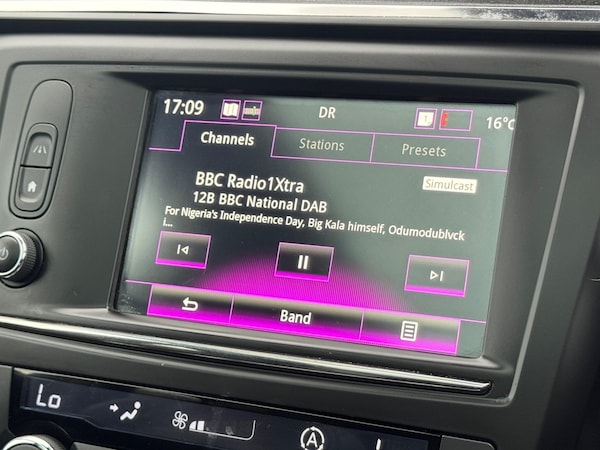 17:09 DR 1 16°C
Channels Stations Presets
BBC Radio1Xtra Simulcast
12B BBC National DAB
For Nigeria's Independence Day, Big Kala himself, Odumodublvck
i...
Band
Lo A